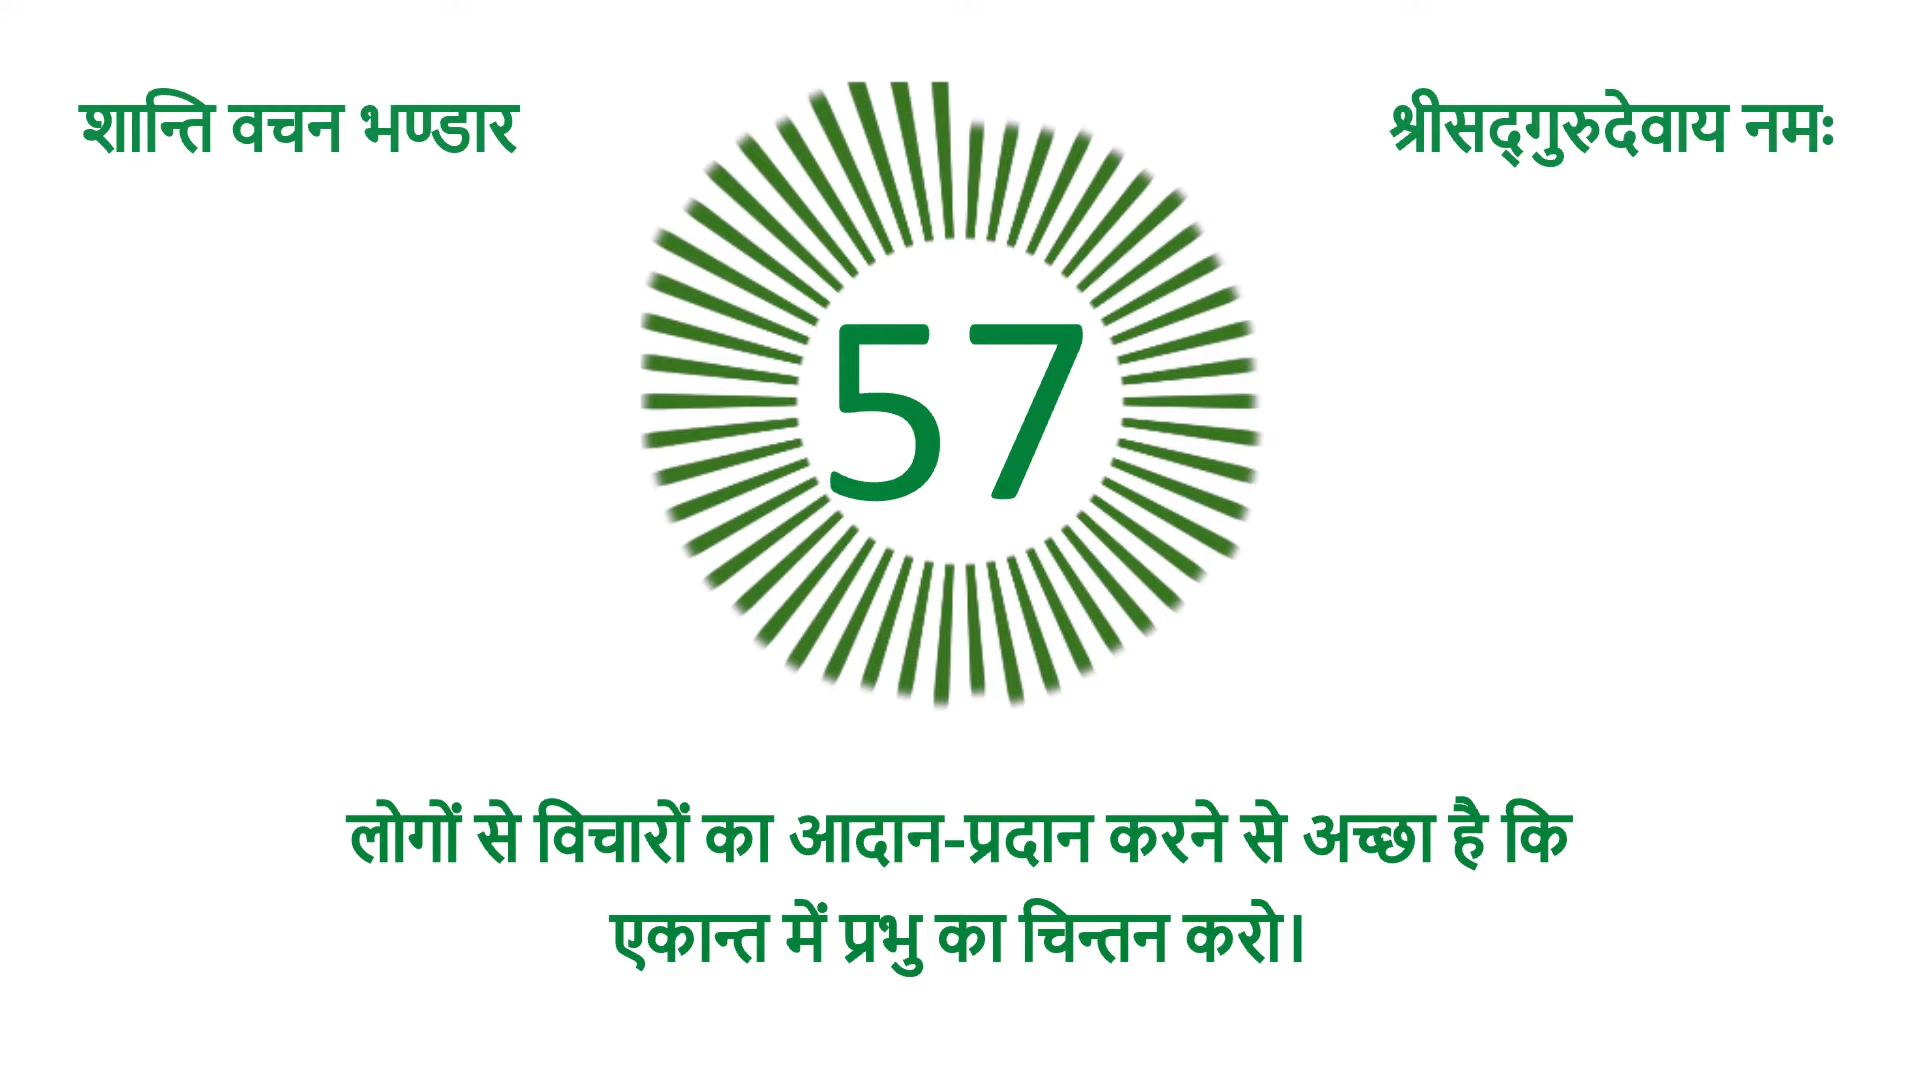 शान्ति वचन भण्डार
श्रीसद्‌गुरुदेवाय नमः
57
लोगों से विचारों का आदान-प्रदान करने से अच्छा है कि
एकान्त में प्रभु का चिन्तन करो।